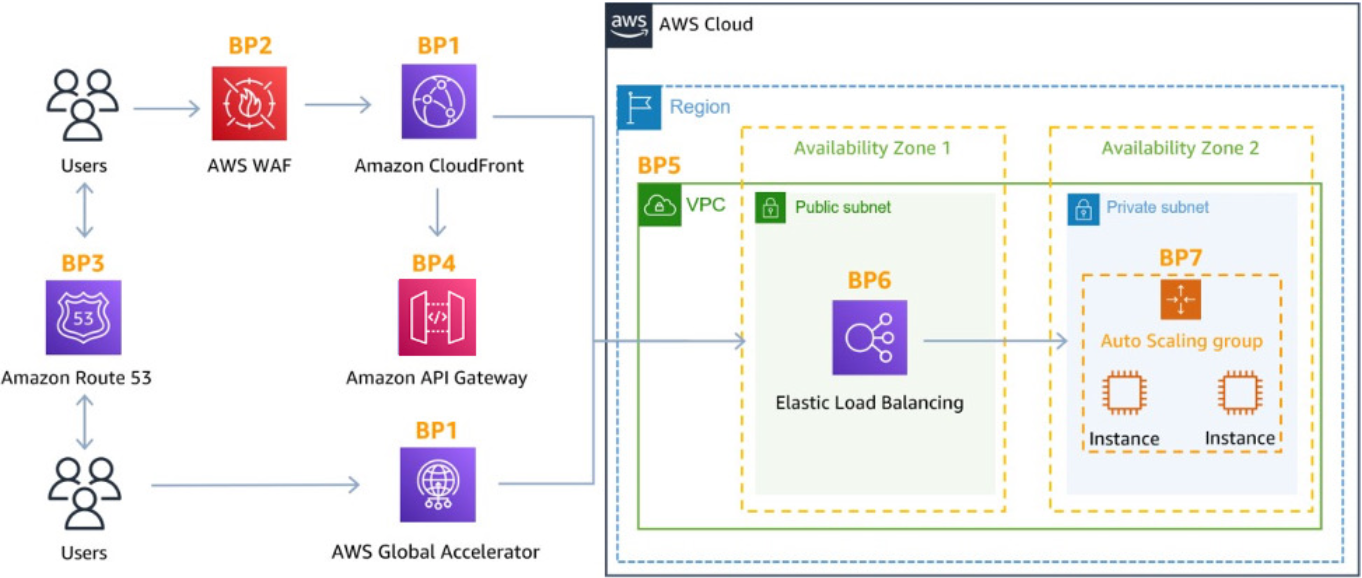 aws
AWS Cloud
BP2
BP1
Users
AWS WAF
Amazon CloudFront
Region
Availability Zone 1
Availability Zone 2
BP5
VPC
Public subnet
Private subnet
BP3
53
Amazon Route 53
BP4
</>
Amazon API Gateway
BP6
Elastic Load Balancing
BP7
Auto Scaling group
Instance
Instance
BP1
Users
AWS Global Accelerator